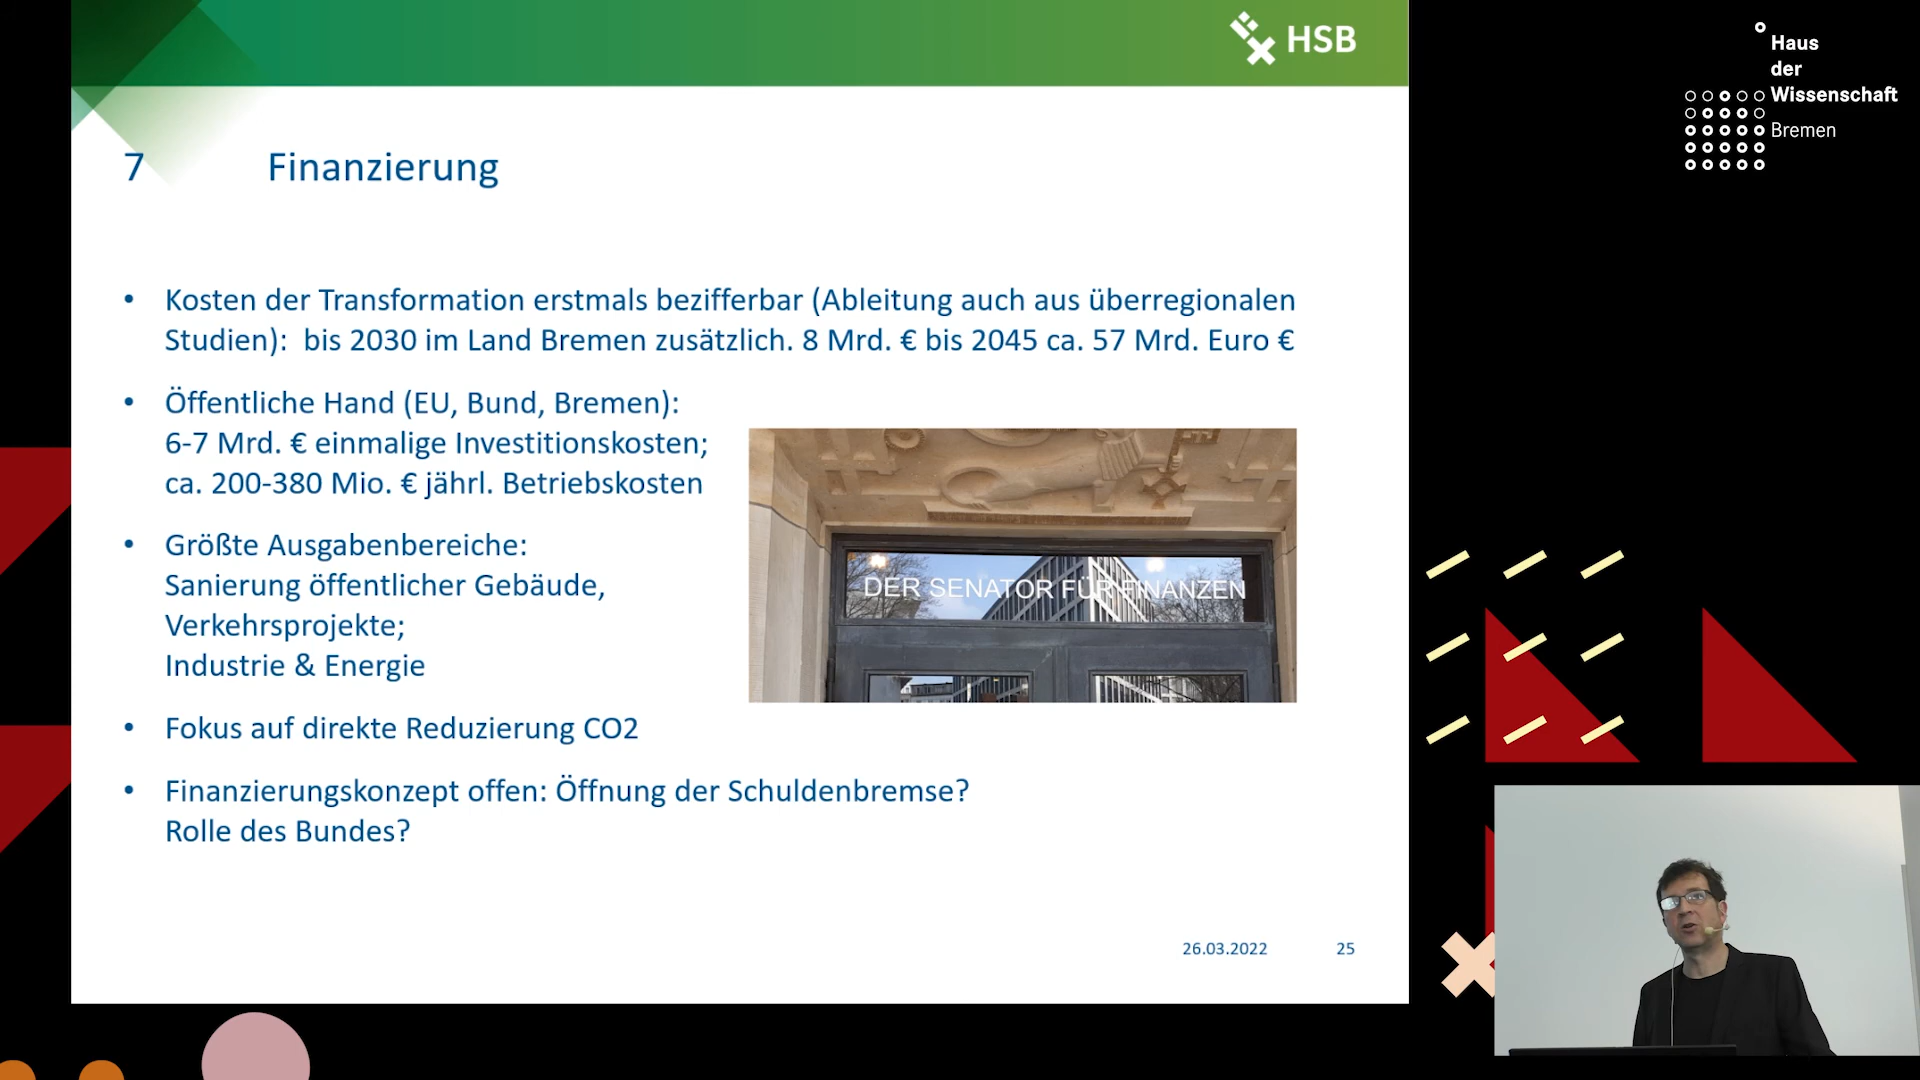 HSB
Haus
der
Wissenschaft
Bremen
7 Finanzierung
• Kosten der Transformation erstmals bezifferbar (Ableitung auch aus überregionalen
Studien): bis 2030 im Land Bremen zusätzlich. 8 Mrd. € bis 2045 ca. 57 Mrd. Euro €
• Öffentliche Hand (EU, Bund, Bremen):
6-7 Mrd. € einmalige Investitionskosten;
ca. 200-380 Mio. € jährl. Betriebskosten
• Größte Ausgabenbereiche:
Sanierung öffentlicher Gebäude,
Verkehrsprojekte;
Industrie & Energie
DER SENATOR FÜR FINANZEN
• Fokus auf direkte Reduzierung CO2
• Finanzierungskonzept offen: Öffnung der Schuldenbremse?
Rolle des Bundes?
26.03.2022 25